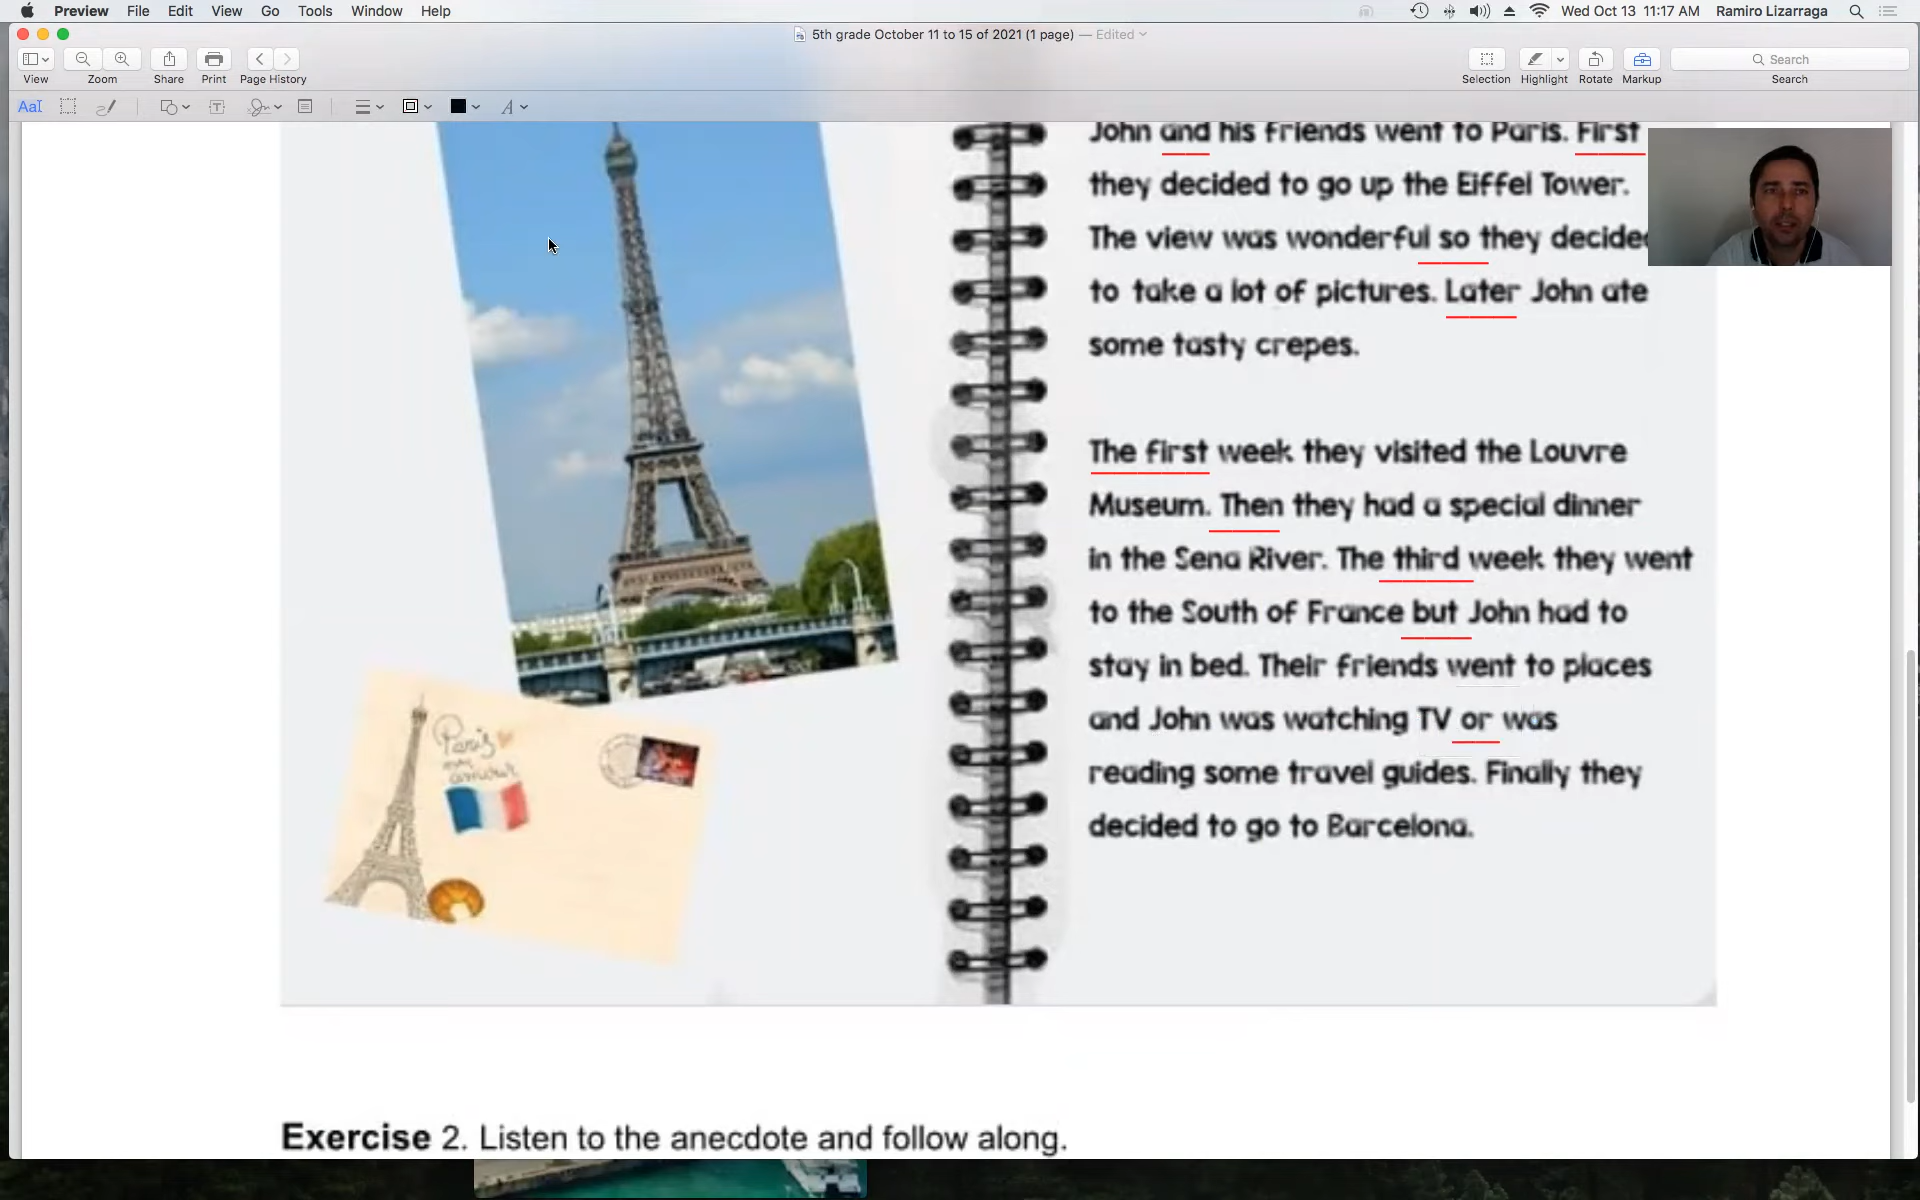 Preview File Edit View Go Tools Window Help Wed Oct 13 11:17 AM Ramiro Lizarraga
5th grade October 11 to 15 of 2021 (1 page) — Edited
View Zoom Share Print Page History Selection Highlight Rotate Markup Search
Search
AaI T A
John and his friends went to Paris. First
they decided to go up the Eiffel Tower.
The view was wonderful so they decided
to take a lot of pictures. Later John ate
some tasty crepes.
The first week they visited the Louvre
Museum. Then they had a special dinner
in the Sena River. The third week they went
to the South of France but John had to
stay in bed. Their friends went to places
and John was watching TV or was
reading some travel guides. Finally they
decided to go to Barcelona.
Paris
mon
amour
Exercise 2. Listen to the anecdote and follow along.